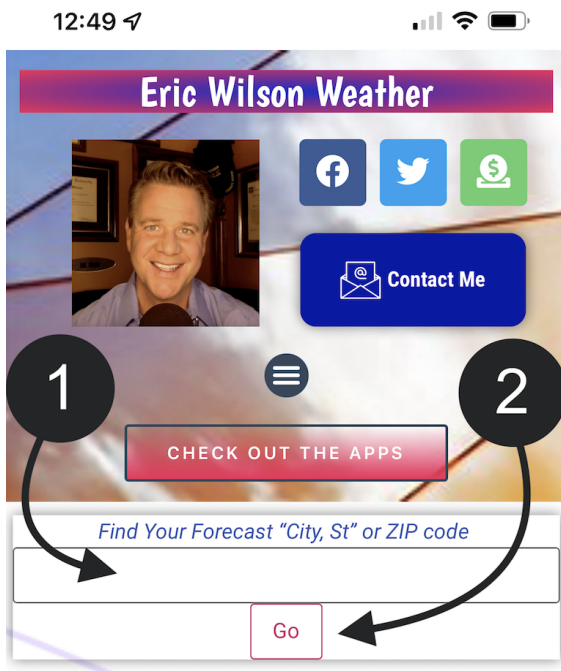 12:49
Eric Wilson Weather
Contact Me
1
2
CHECK OUT THE APPS
Find Your Forecast “City, St” or ZIP code
Go